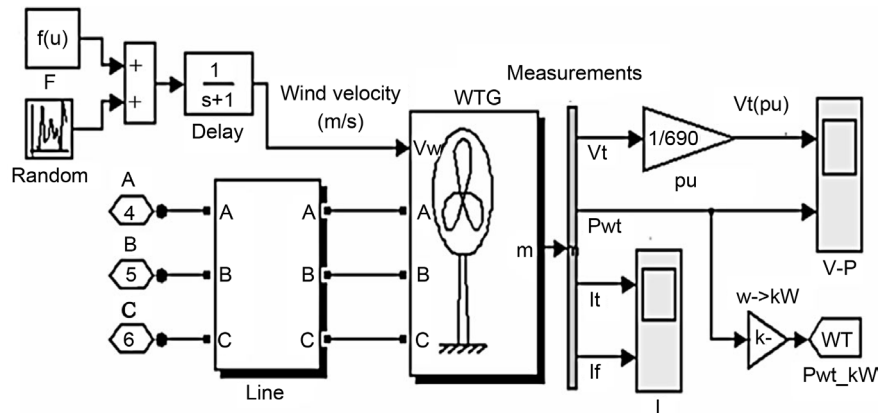 f(u)
F
Random
+
+
1
s+1
Delay
Wind velocity
(m/s)
Measurements
WTG
Vw
A
B
C
m
Vt
Pwt
It
If
1/690
pu
Vt(pu)
V-P
A
4
B
5
C
6
A
B
C
A
B
C
Line
I
w->kW
k-
WT
Pwt_kW